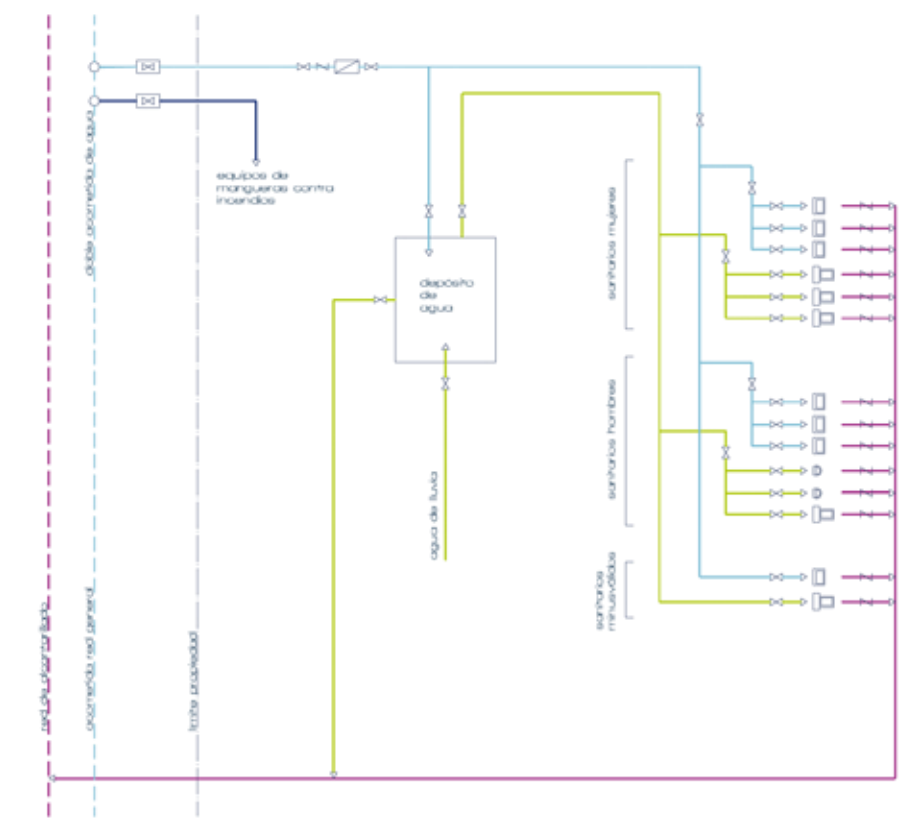 doble acometida de agua
equipos de
mangueras contra
incendios
sanitarios mujeres
depósito
de
agua
sanitarios hombres
agua de lluvia
sanitarios
minusválidos
red de alcantarillado
acometida red general
límite propiedad